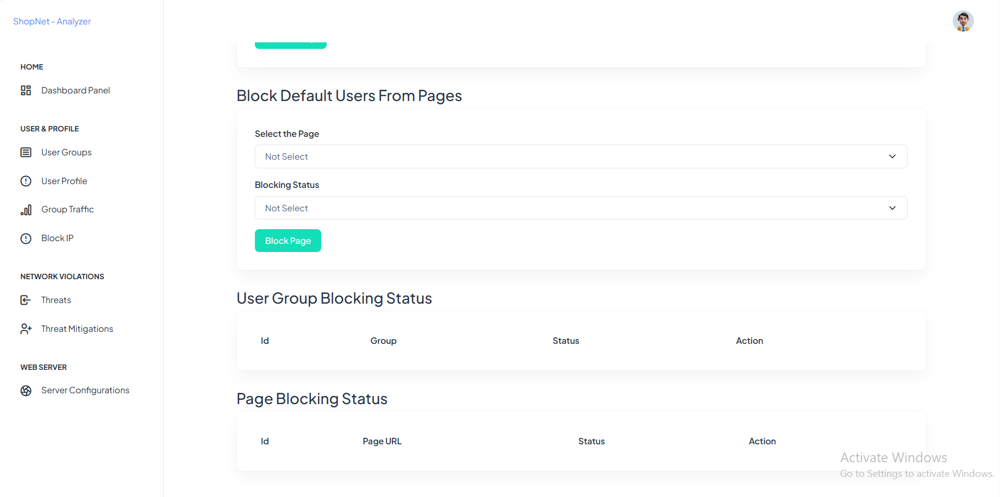 ShopNet - Analyzer
HOME
Dashboard Panel
USER & PROFILE
User Groups
User Profile
Group Traffic
Block IP
NETWORK VIOLATIONS
Threats
Threat Mitigations
WEB SERVER
Server Configurations
Block Default Users From Pages
Select the Page
Not Select
Blocking Status
Not Select
Block Page
User Group Blocking Status
Id Group Status Action
Page Blocking Status
Id Page URL Status Action
Activate Windows
Go to Settings to activate Windows.